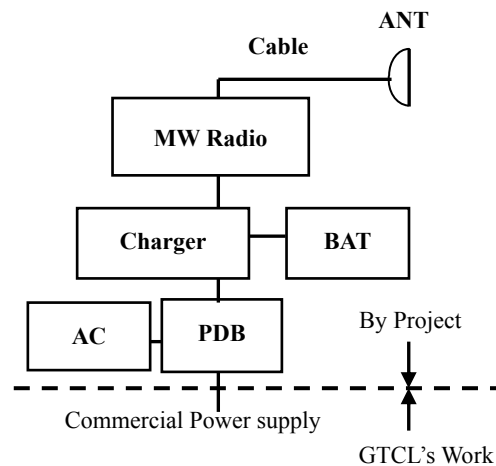 ANT
Cable
MW Radio
Charger
BAT
AC
PDB
By Project
Commercial Power supply
GTCL's Work